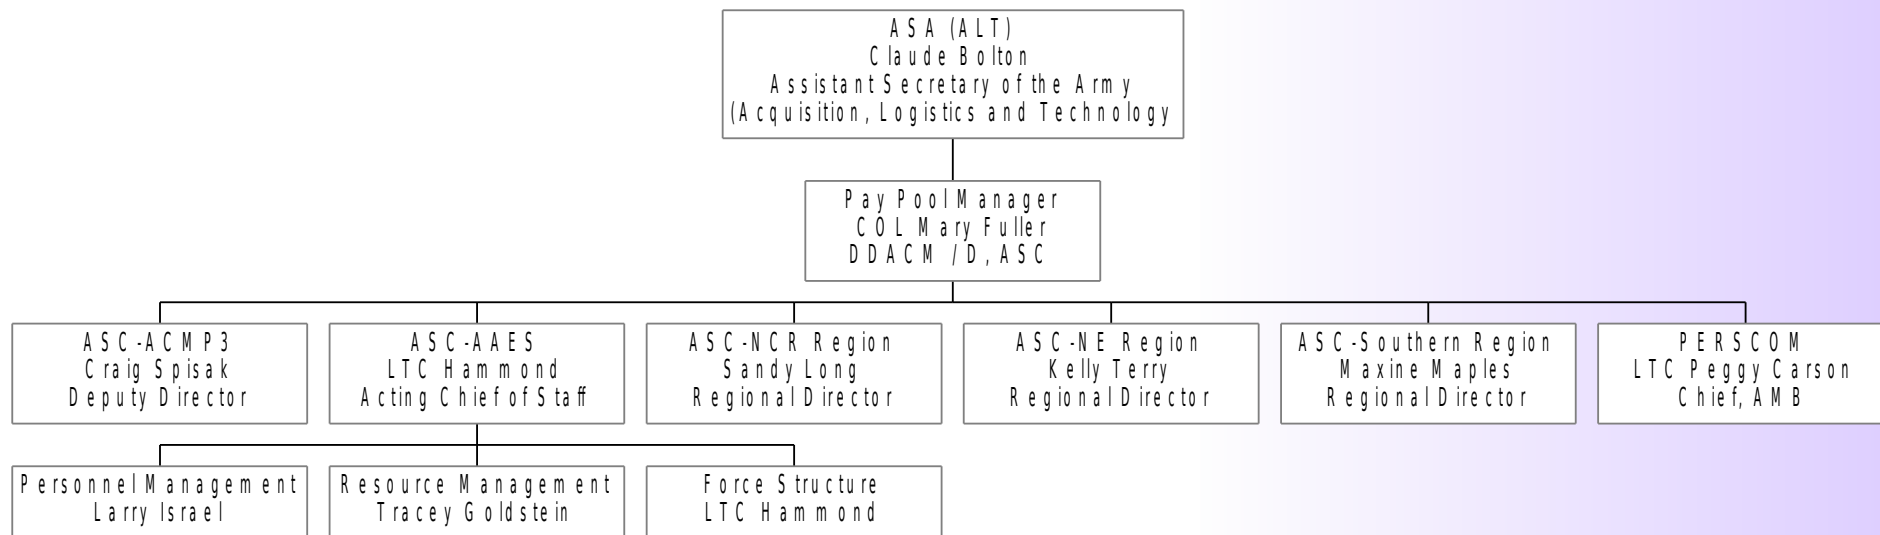 ASA (ALT)
Claude Bolton
Assistant Secretary of the Army
(Acquisition, Logistics and Technology
Pay Pool Manager
COL Mary Fuller
DDACM /D, ASC
ASC-ACMP3
Craig Spisak
Deputy Director
ASC-AAES
LTC Hammond
Acting Chief of Staff
ASC-NCR Region
Sandy Long
Regional Director
ASC-NE Region
Kelly Terry
Regional Director
ASC-Southern Region
Maxine Maples
Regional Director
PERSCOM
LTC Peggy Carson
Chief, AMB
Personnel Management
Larry Israel
Resource Management
Tracey Goldstein
Force Structure
LTC Hammond